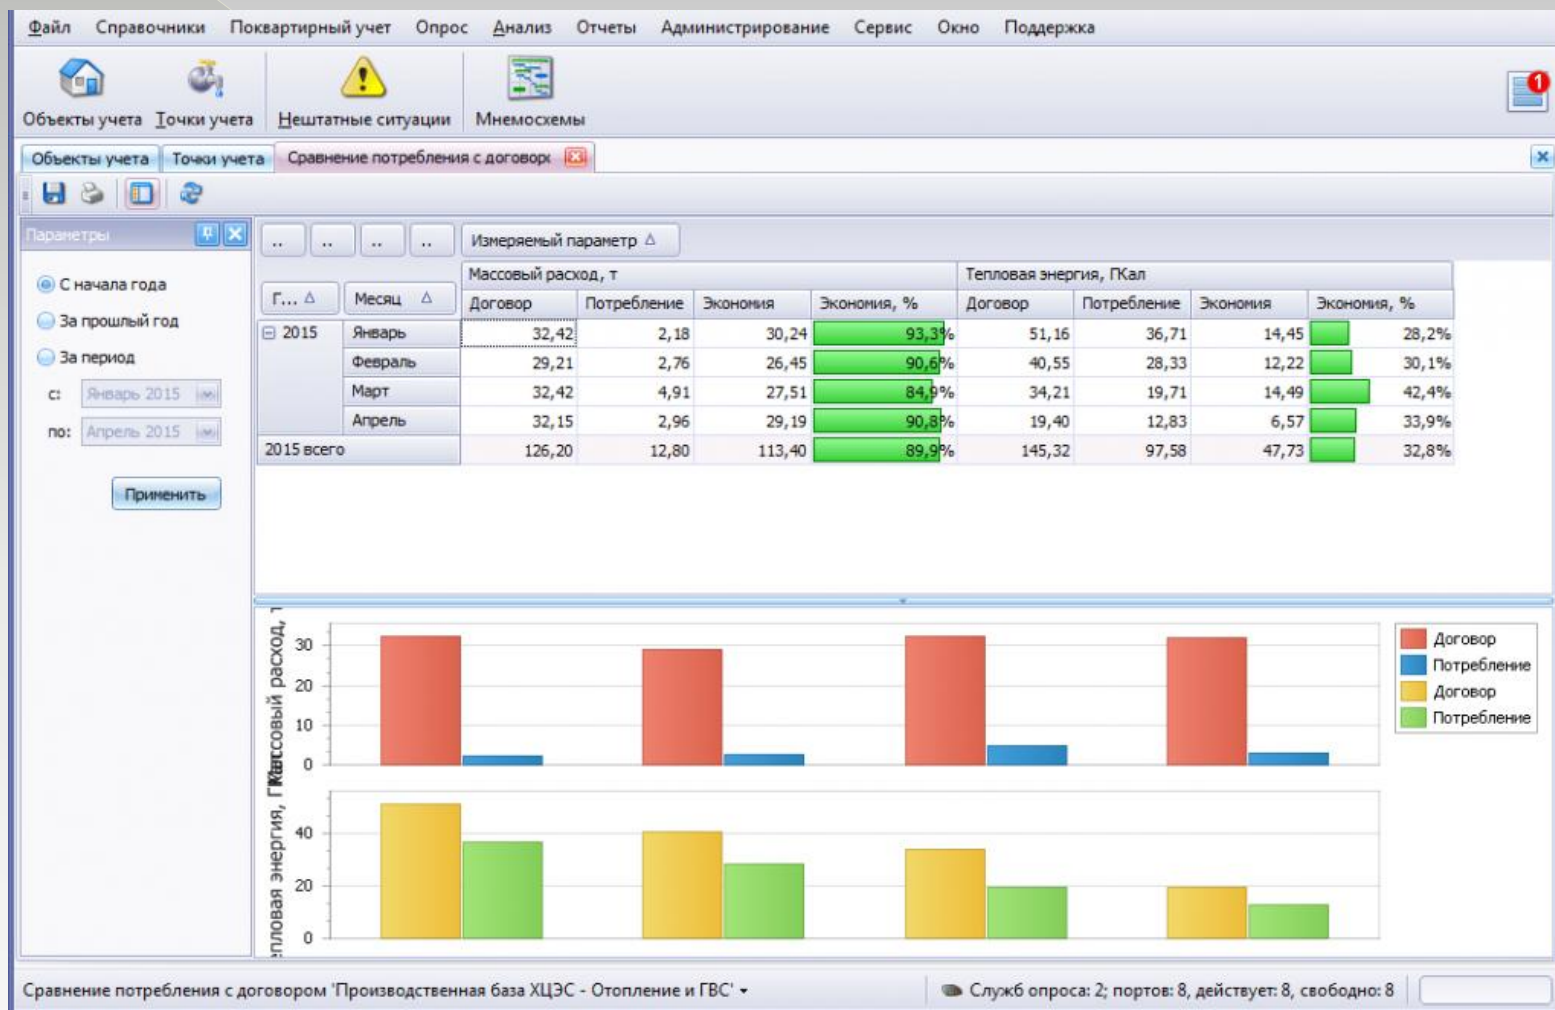 Файл Справочники Поквартирный учет Опрос Анализ Отчеты Администрирование Сервис Окно Поддержка
1
Объекты учета Точки учета Нештатные ситуации Мнемосхемы
Объекты учета Точки учета Сравнение потребления с договорс
Параметры
.. .. .. .. Измеряемый параметр
С начала года
За прошлый год
За период
с: Январь 2015
по: Апрель 2015
Применить
Массовый расход, т Тепловая энергия, ГКал
Г... Месяц Договор Потребление Экономия Экономия, % Договор Потребление Экономия Экономия, %
2015 Январь 32,42 2,18 30,24 93,3% 51,16 36,71 14,45 28,2%
Февраль 29,21 2,76 26,45 90,6% 40,55 28,33 12,22 30,1%
Март 32,42 4,91 27,51 84,9% 34,21 19,71 14,49 42,4%
Апрель 32,15 2,96 29,19 90,8% 19,40 12,83 6,57 33,9%
2015 всего 126,20 12,80 113,40 89,9% 145,32 97,58 47,73 32,8%
Массовый расход, т
30
20
10
0
епловая энергия, ГКал
40
20
0
Договор
Потребление
Договор
Потребление
Сравнение потребления с договором 'Производственная база ХЦЭС - Отопление и ГВС' Служб опроса: 2; портов: 8, действует: 8, свободно: 8